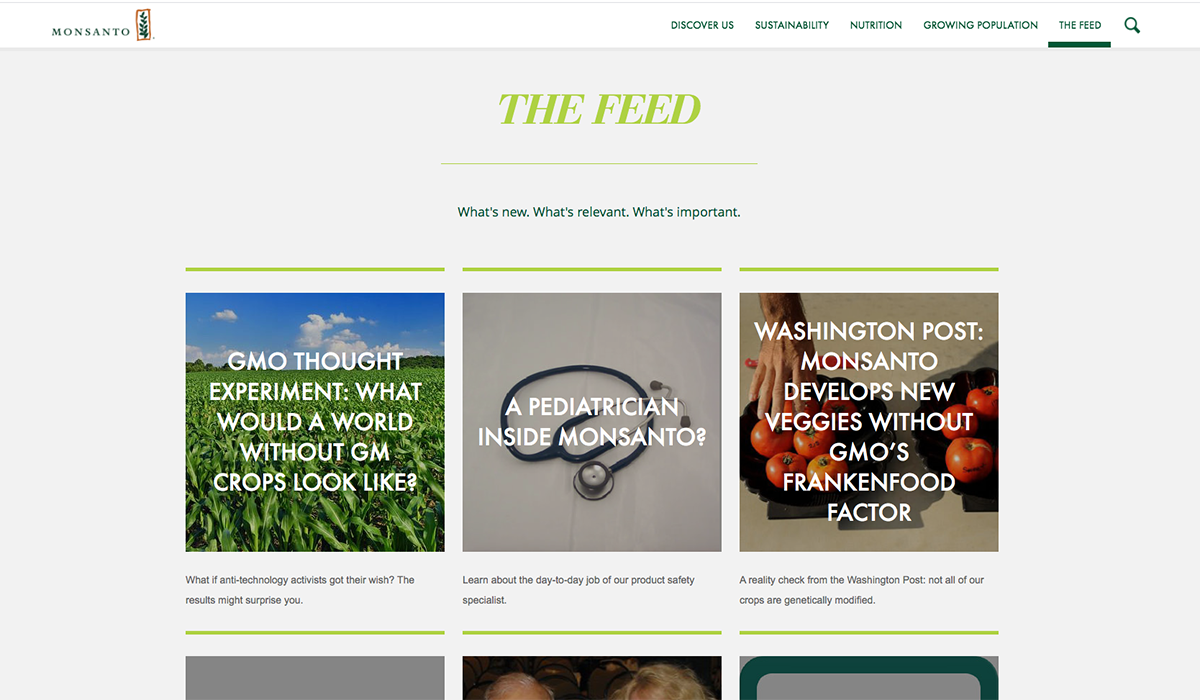 MONSANTO
DISCOVER US
SUSTAINABILITY
NUTRITION
GROWING POPULATION
THE FEED
THE FEED
What's new. What's relevant. What's important.
GMO THOUGHT
EXPERIMENT: WHAT
WOULD A WORLD
WITHOUT GM
CROPS LOOK LIKE?
What if anti-technology activists got their wish? The
results might surprise you.
A PEDIATRICIAN
INSIDE MONSANTO?
Learn about the day-to-day job of our product safety
specialist.
WASHINGTON POST:
MONSANTO
DEVELOPS NEW
VEGGIES WITHOUT
GMO’S
FRANKENFOOD
FACTOR
A reality check from the Washington Post: not all of our
crops are genetically modified.